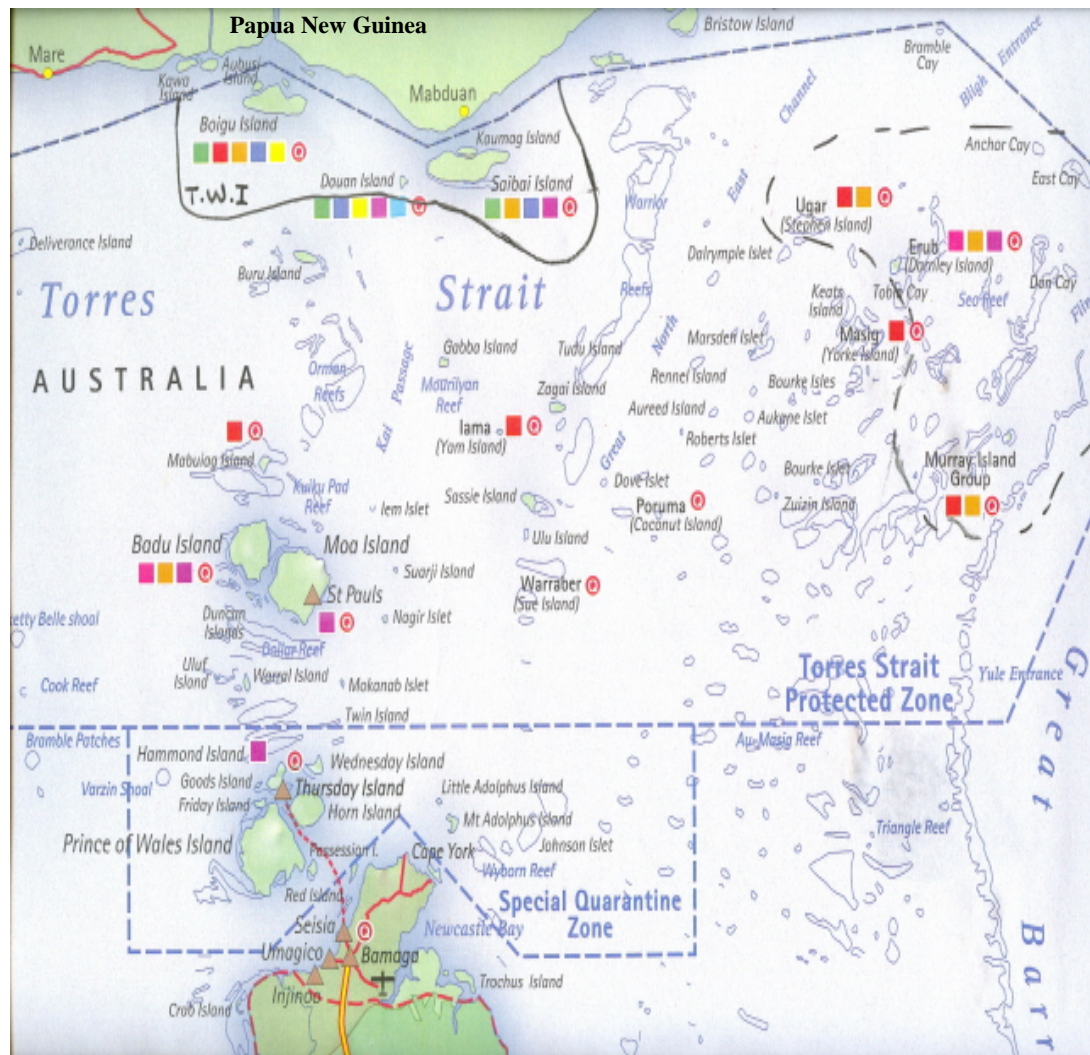 Papua New Guinea
Bristow Island
Mare
Kawa
Island
Aubusi
Island
Bramble
Cay
Bligh Entrance
Mabduan
Channel
Boigu Island
Kaumag Island
Anchor Cay
East Cay
T.W.I
Douan Island
Saibai Island
Warrior
East
Ugar
(Stephen Island)
Deliverance Island
Erub
(Darnley Island)
Dalrymple Islet
Buru Island
Reefs
Keats
Island
Toble Cay
Sea Reef
Don Cay
Torres
Strait
Flin
North
Marsden Islet
Masig
(Yorke Island)
Gabba Island
Tudu Island
AUSTRALIA
Orman
Reefs
Passage
Mourilyan
Reef
Zagai Island
Rennel Island
Bourke Isles
Aureed Island
Aukane Islet
Kai
Iama
(Yam Island)
Great
Roberts Islet
Mabuiag Island
Murray Island
Group
Kuiku Pad
Reef
Sassie Island
Dove Islet
Bourke Islet
Iem Islet
Poruma
(Coconut Island)
Zuizin Island
Badu Island
Moa Island
Ulu Island
Suarji Island
Warraber
(Sue Island)
St Pauls
etty Belle shoal
Duncan
Islands
Nagir Islet
Dollar Reef
Uluf
Island
Warral Island
Torres Strait
Protected Zone
Yule Entrance
Cook Reef
Makanab Islet
Twin Island
Bramble Patches
Hammond Island
Au-Masig Reef
Wednesday Island
Varzin Shoal
Goods Island
Thursday Island
Little Adolphus Island
Friday Island
Horn Island
Mt Adolphus Island
Triangle Reef
Prince of Wales Island
Possession I.
Cape York
Johnson Islet
Wyborn Reef
Red Island
Special Quarantine
Zone
Seisia
Newcastle Bay
Umagico
Bamaga
Injinoo
Trochus Island
Crab Island
Great
Barr